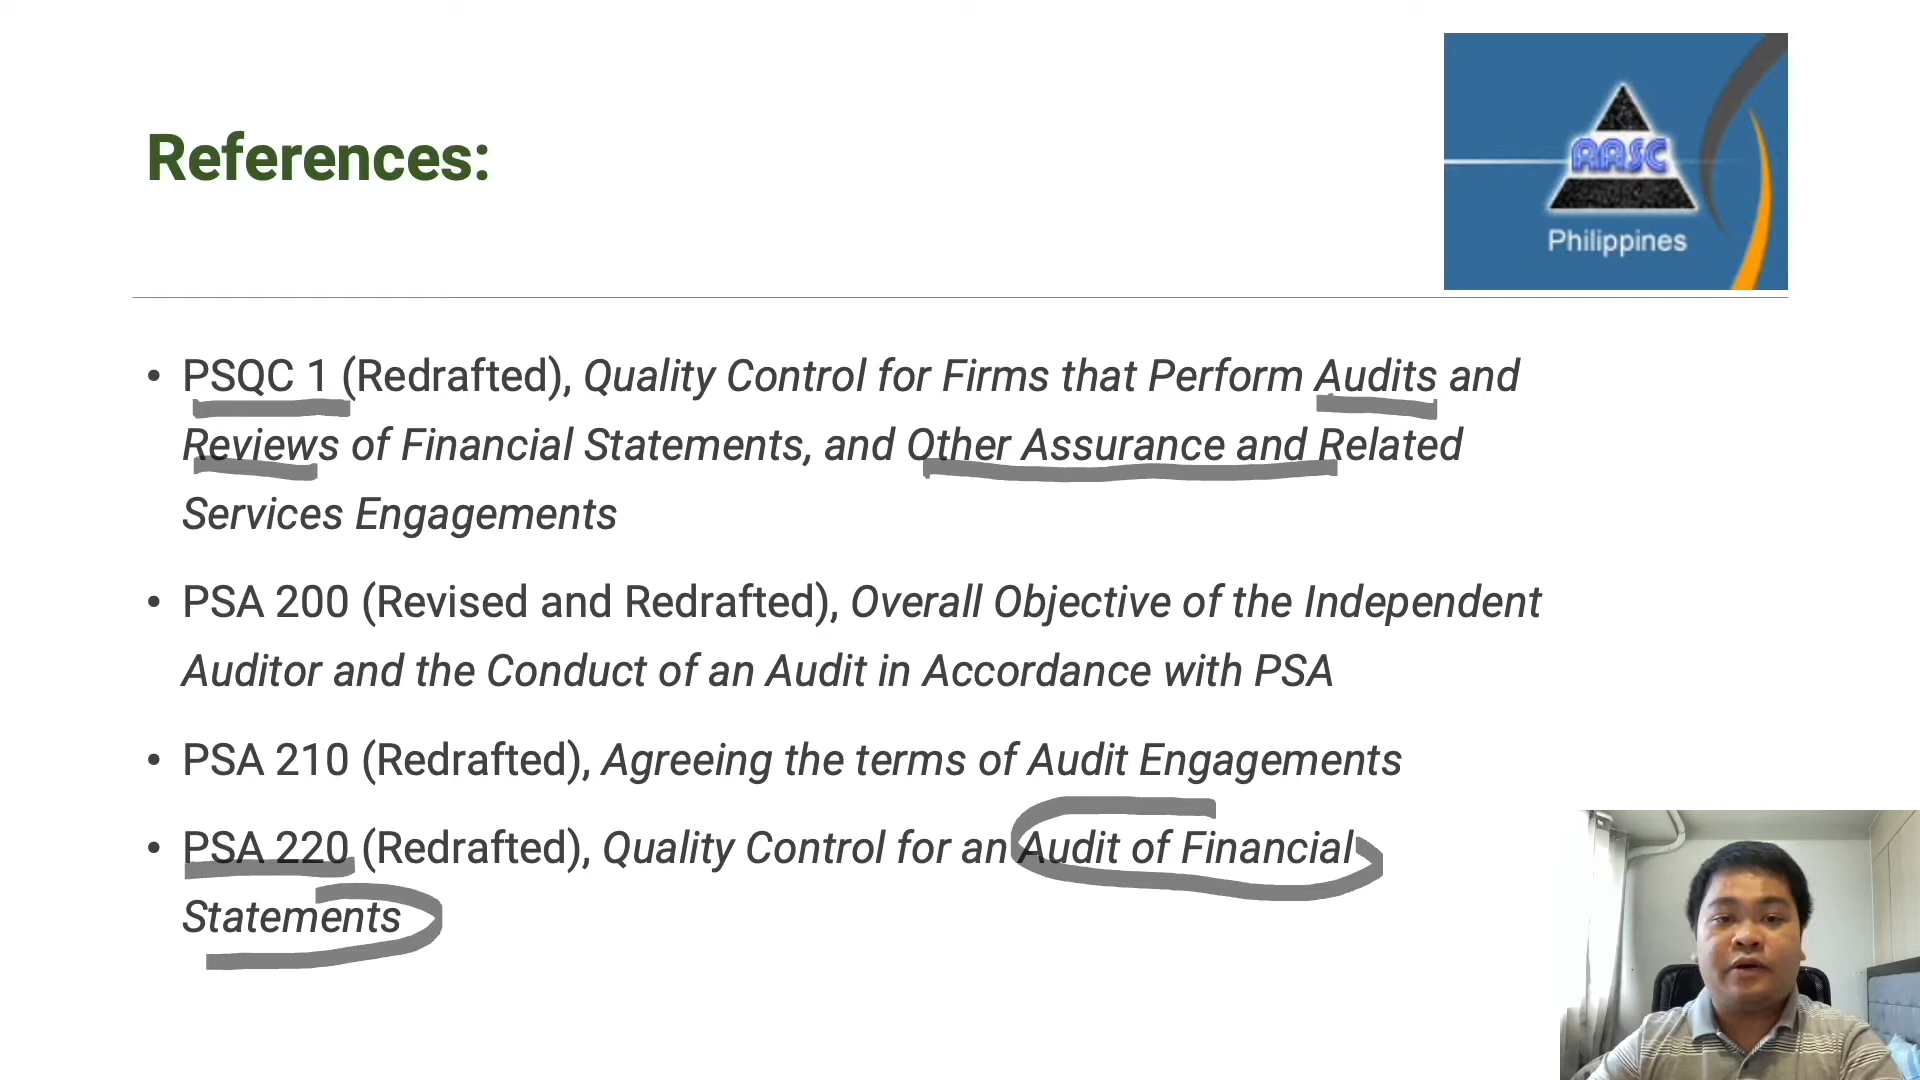 References:
AASC
Philippines
• PSQC 1 (Redrafted), Quality Control for Firms that Perform Audits and
Reviews of Financial Statements, and Other Assurance and Related
Services Engagements
• PSA 200 (Revised and Redrafted), Overall Objective of the Independent
Auditor and the Conduct of an Audit in Accordance with PSA
• PSA 210 (Redrafted), Agreeing the terms of Audit Engagements
• PSA 220 (Redrafted), Quality Control for an Audit of Financial
Statements